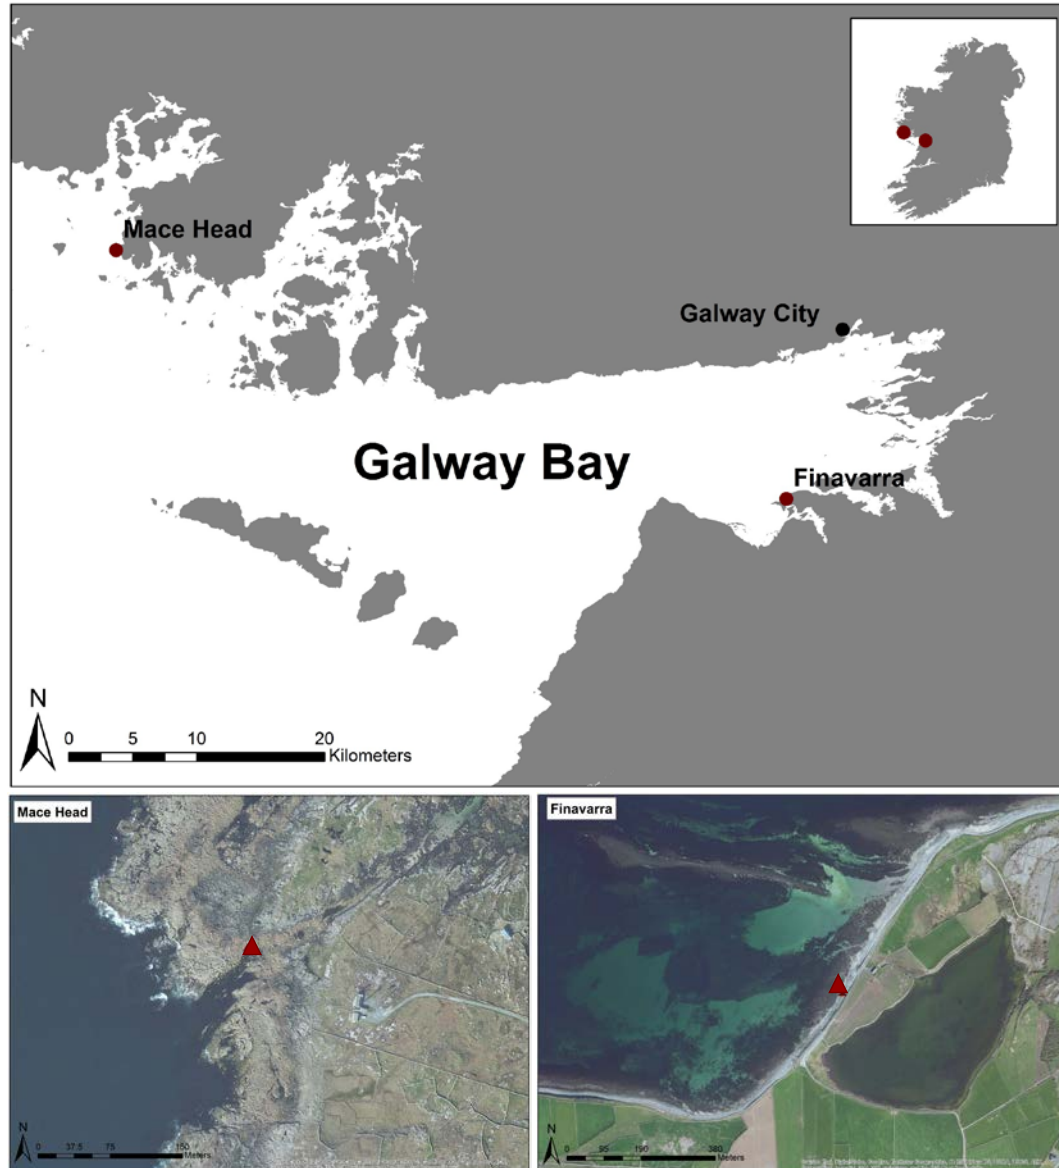 Mace Head
Galway City
Galway Bay
Finavarra
N
0 5 10 20
Kilometers
Mace Head
Finavarra
N
0 37.5 75 150
Meters
N
0 95 190 380
Meters